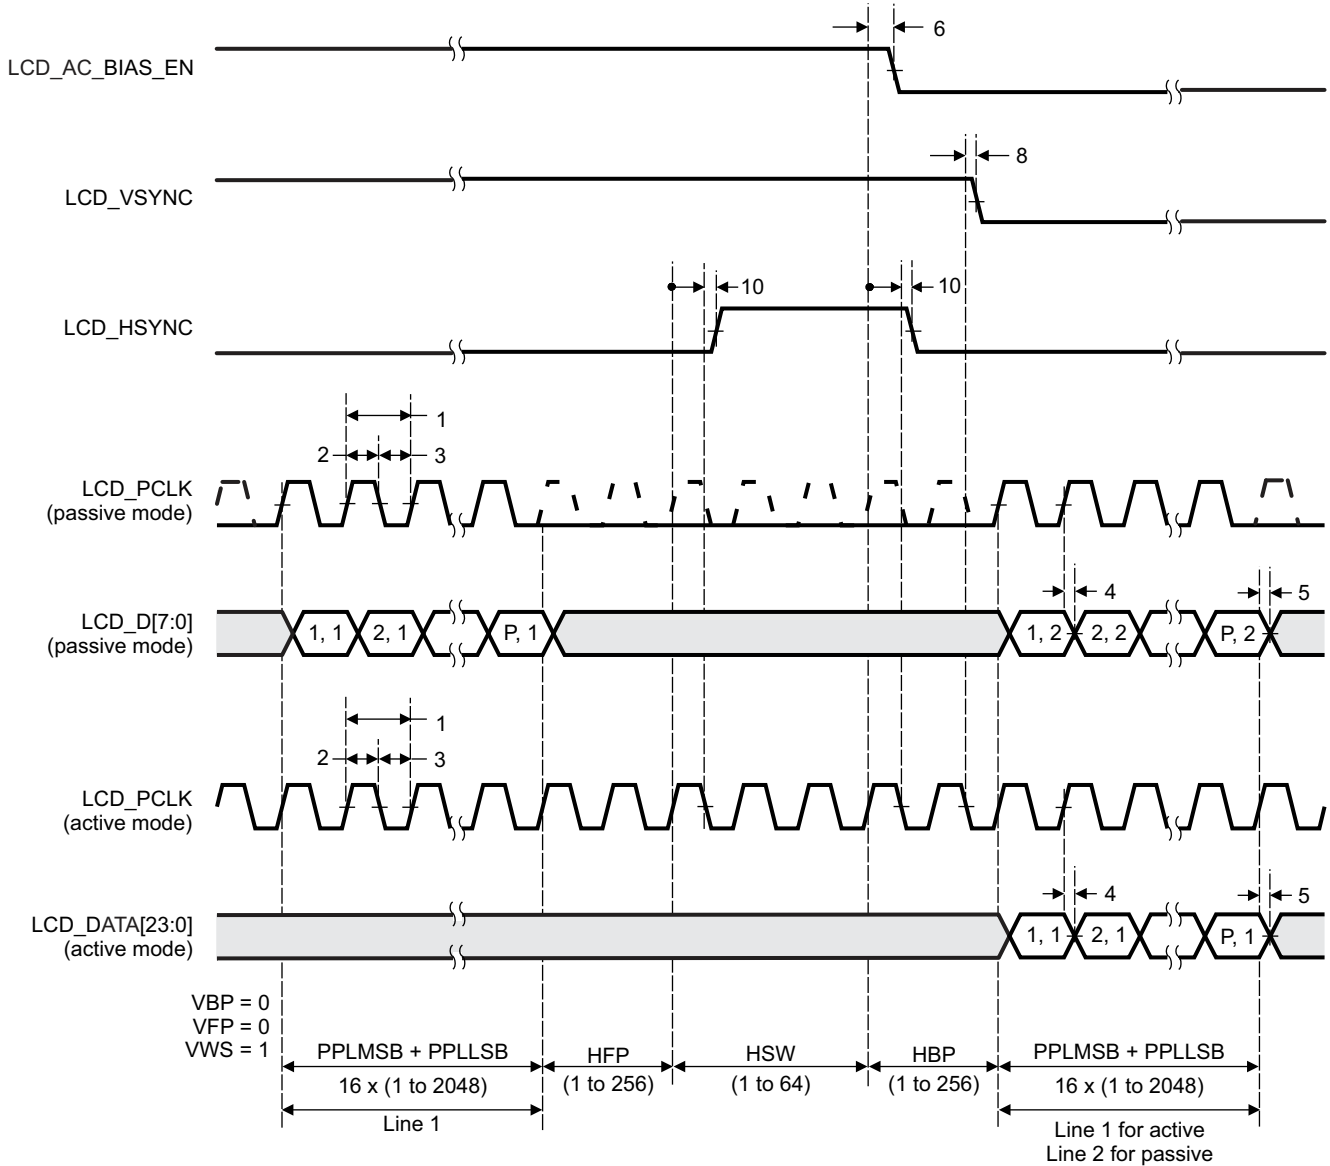 6
LCD_AC_BIAS_EN
8
LCD_VSYNC
10 10
LCD_HSYNC
1
2 3
LCD_PCLK
(passive mode)
4 5
LCD_D[7:0]
(passive mode)
1, 1 2, 1 P, 1 1, 2 2, 2 P, 2
1
2 3
LCD_PCLK
(active mode)
4 5
LCD_DATA[23:0]
(active mode)
1, 1 2, 1 P, 1
VBP = 0
VFP = 0
VWS = 1
PPLMSB + PPLLSB HFP HSW HBP PPLMSB + PPLLSB
16 x (1 to 2048) (1 to 256) (1 to 64) (1 to 256) 16 x (1 to 2048)
Line 1
Line 1 for active
Line 2 for passive